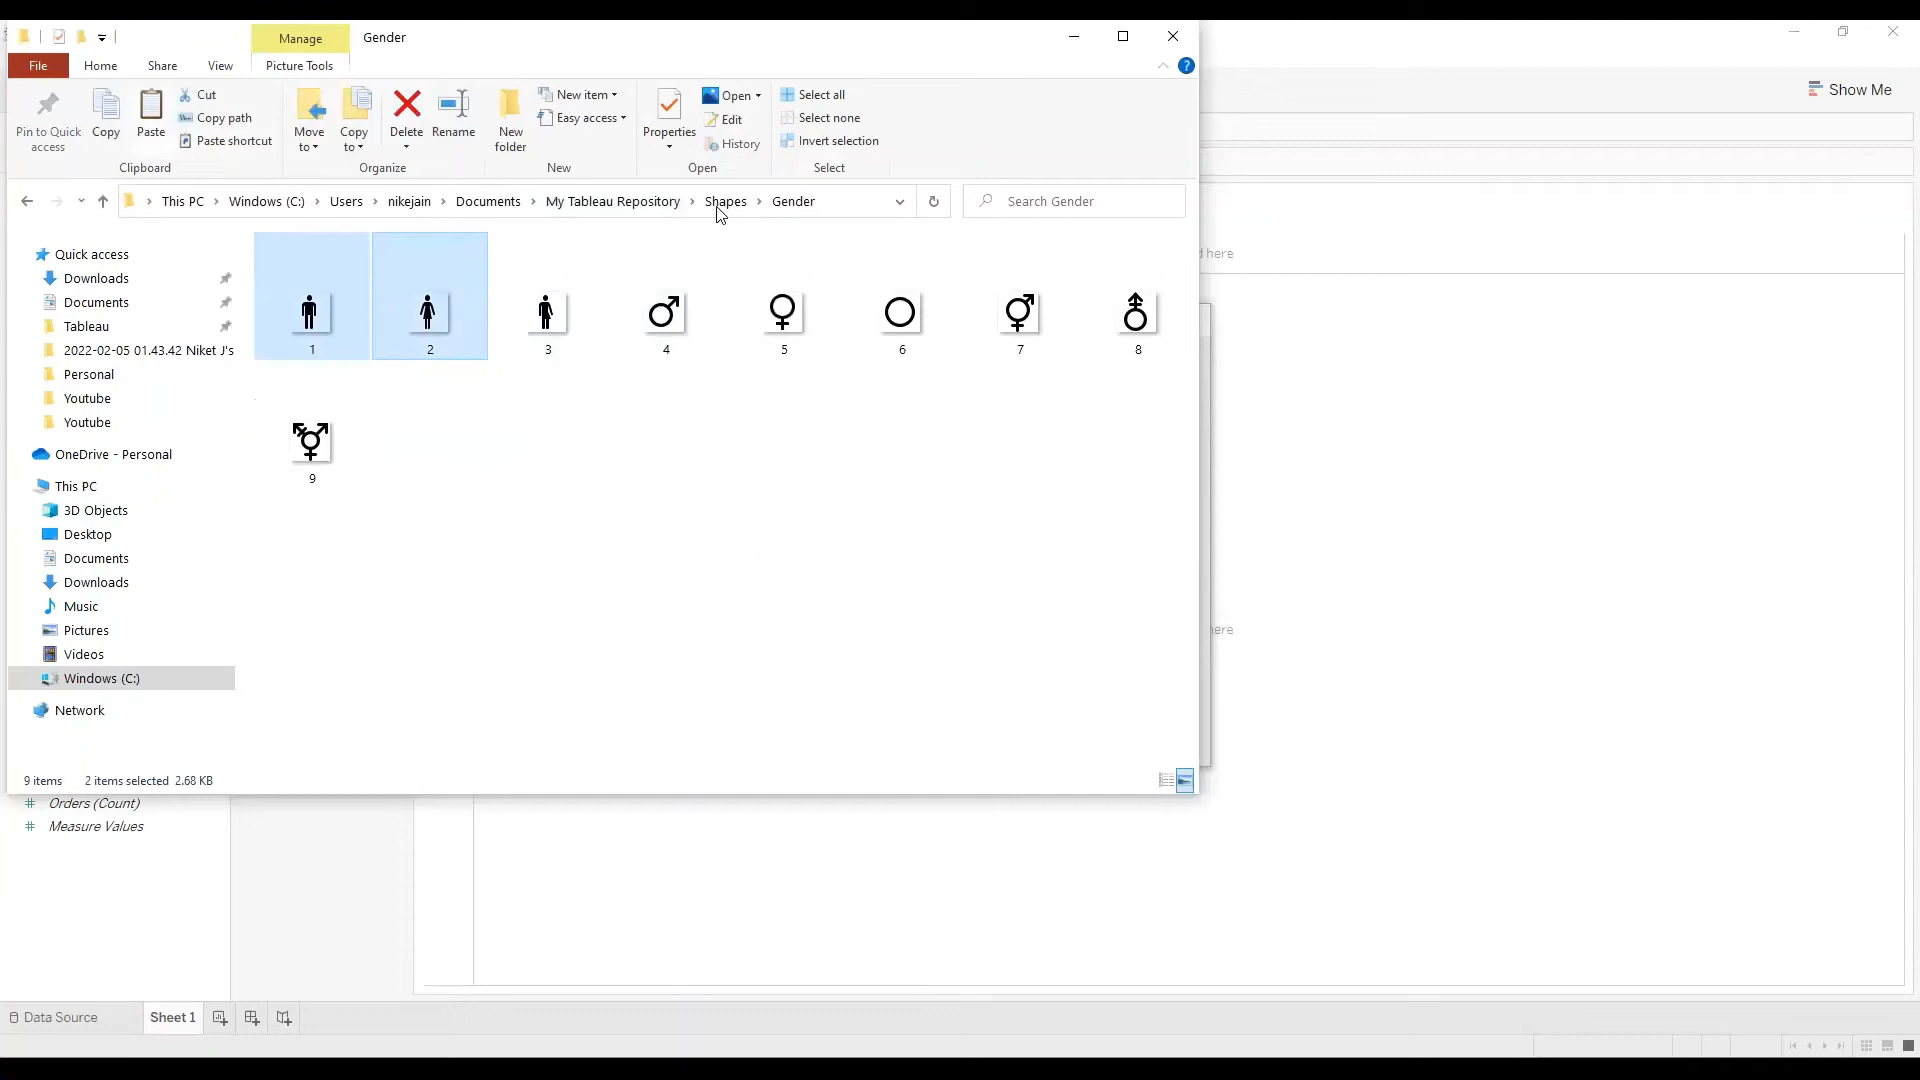 Manage
Gender
File
Home
Share
View
Picture Tools
Show Me
Pin to Quick access
Copy
Paste
Cut
Copy path
Paste shortcut
Move to
Copy to
Delete
Rename
New folder
New item
Easy access
Properties
Open
Edit
History
Select all
Select none
Invert selection
Clipboard
Organize
New
Open
Select
This PC
Windows (C:)
Users
nikejain
Documents
My Tableau Repository
Shapes
Gender
Search Gender
Quick access
Downloads
Documents
Tableau
2022-02-05 01.43.42 Niket J's
Personal
Youtube
Youtube
OneDrive - Personal
This PC
3D Objects
Desktop
Documents
Downloads
Music
Pictures
Videos
Windows (C:)
Network
1
2
3
4
5
6
7
8
9
here
here
9 items
2 items selected 2.68 KB
Orders (Count)
Measure Values
Data Source
Sheet 1